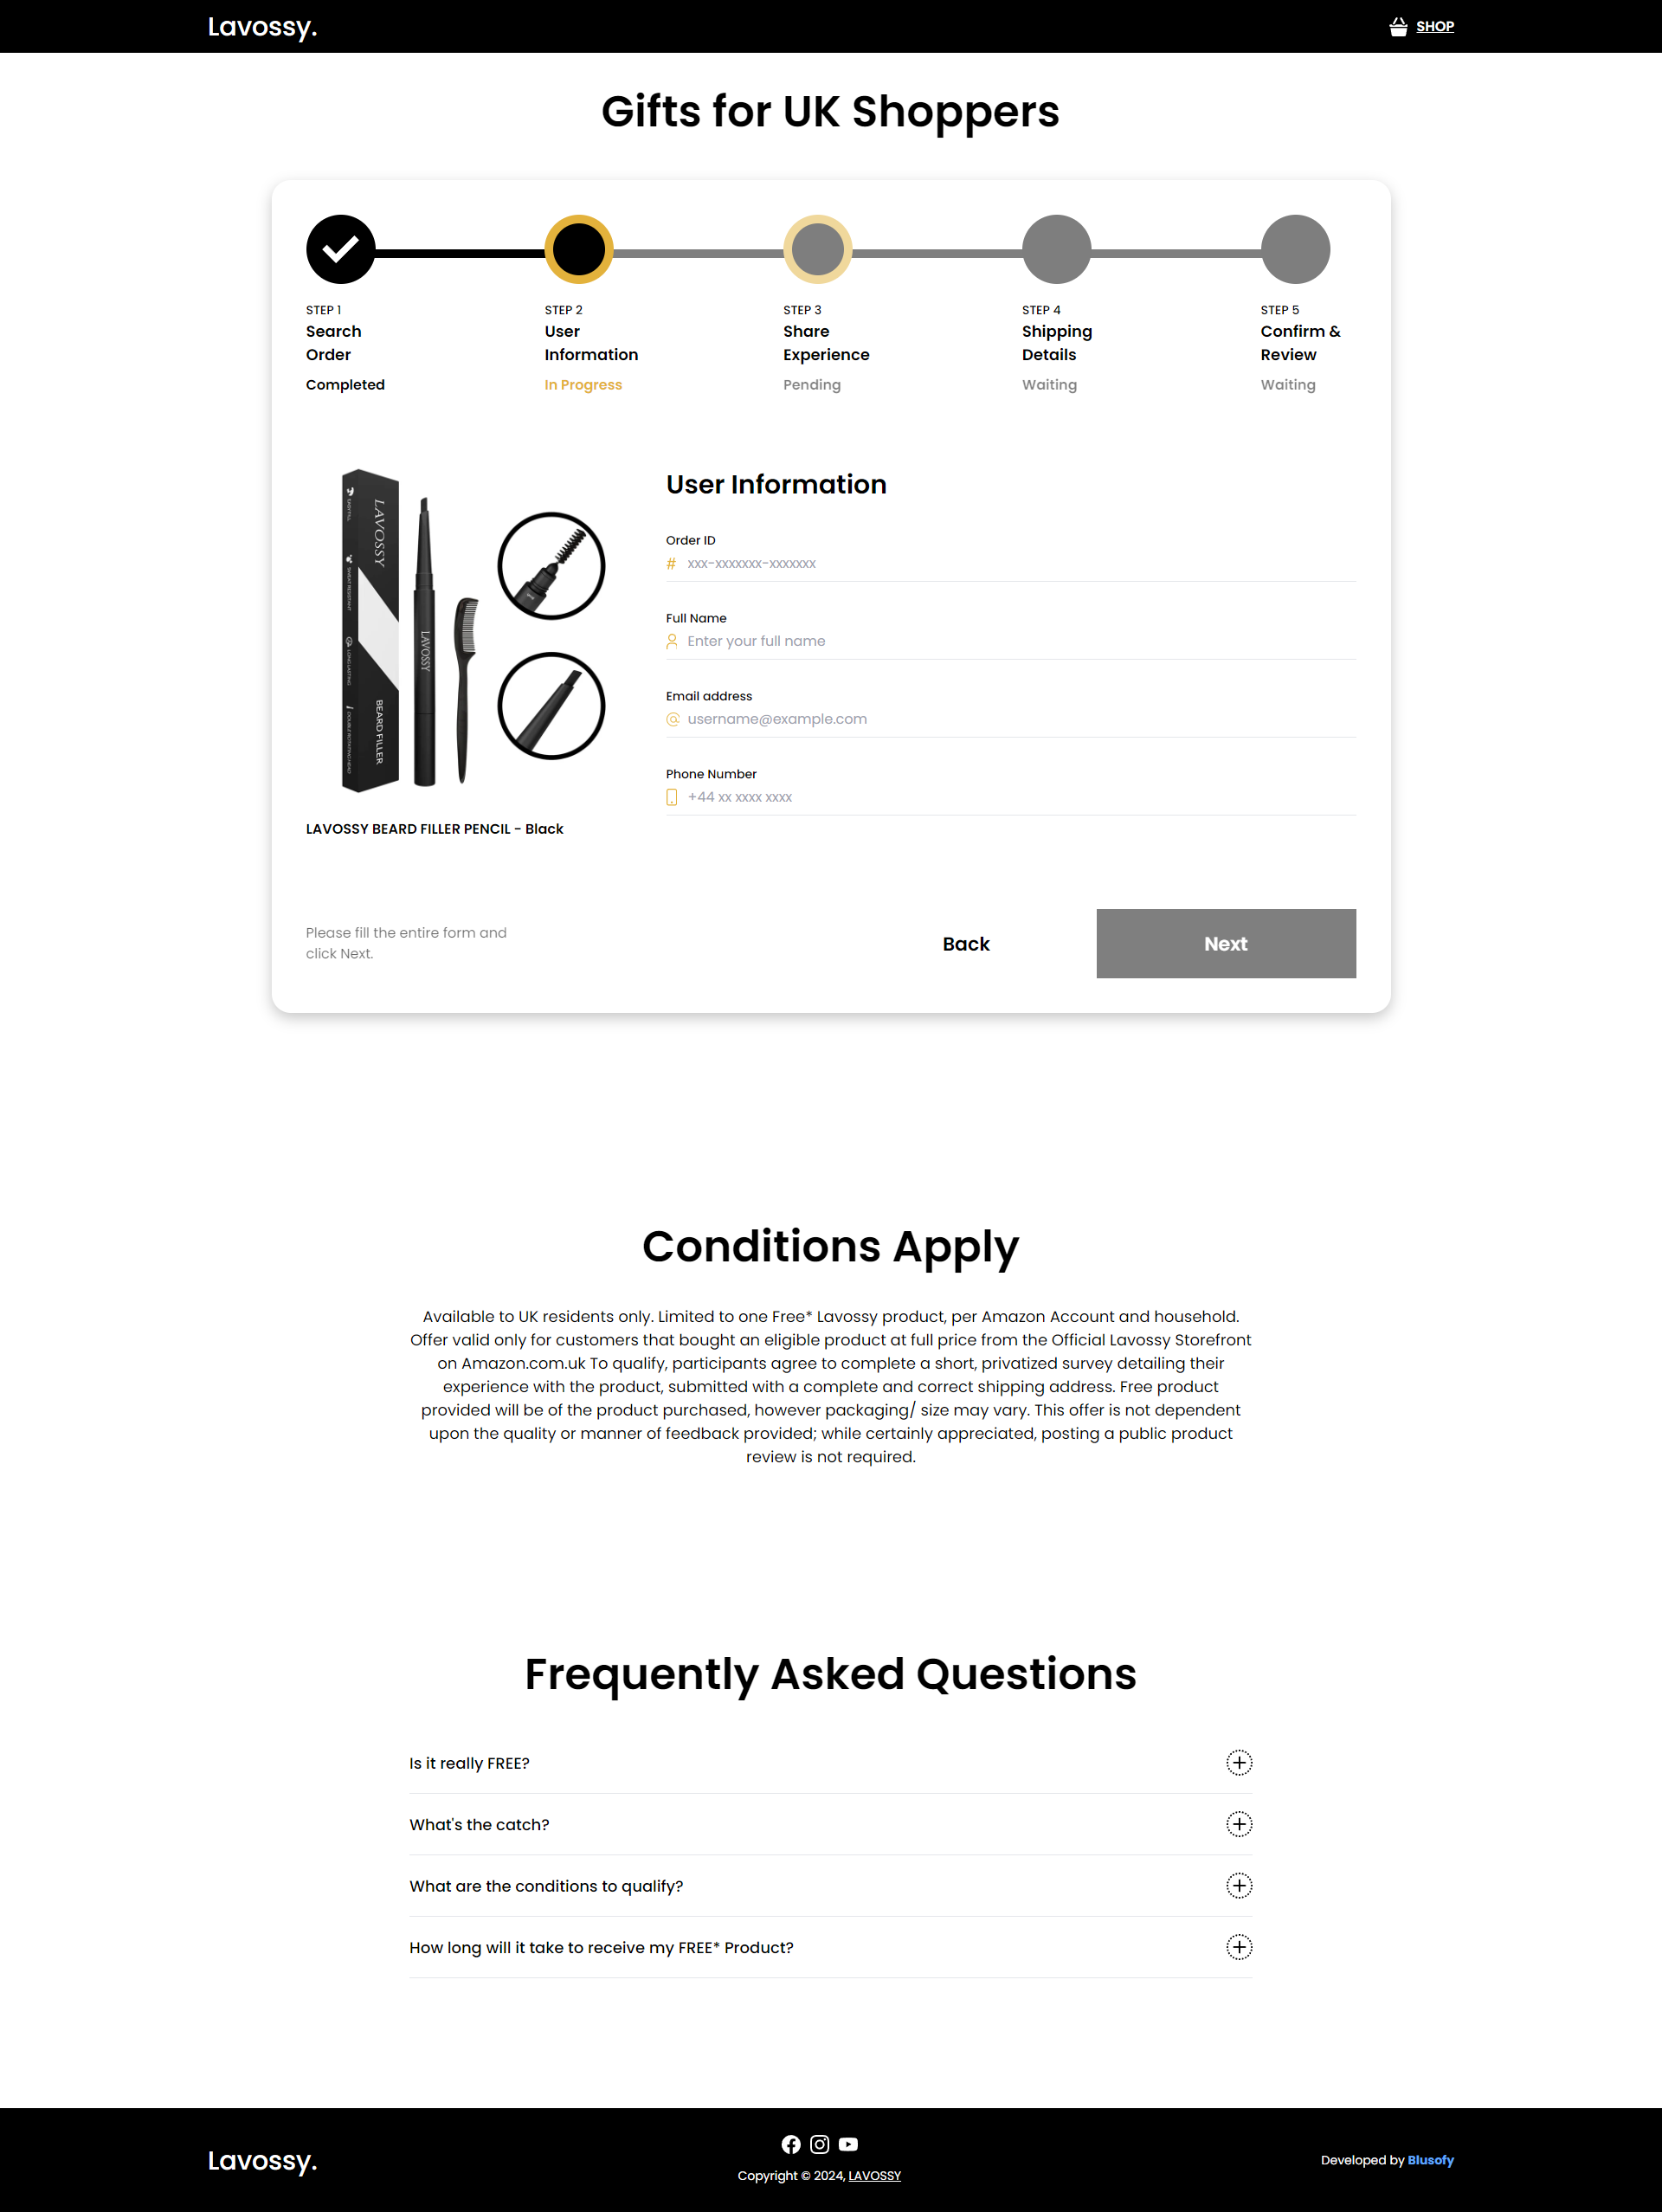 Lavossy.
SHOP
Gifts for UK Shoppers
STEP 1
Search
Order
Completed
STEP 2
User
Information
In Progress
STEP 3
Share
Experience
Pending
STEP 4
Shipping
Details
Waiting
STEP 5
Confirm &
Review
Waiting
LAVOSSY
BEARD FILLER
LAVOSSY
LAVOSSY BEARD FILLER PENCIL - Black
User Information
Order ID
# xxx-xxxxxxx-xxxxxxx
Full Name
Enter your full name
Email address
username@example.com
Phone Number
+44 xx xxxx xxxx
Please fill the entire form and
click Next.
Back
Next
Conditions Apply
Available to UK residents only. Limited to one Free* Lavossy product, per Amazon Account and household.
Offer valid only for customers that bought an eligible product at full price from the Official Lavossy Storefront
on Amazon.com.uk To qualify, participants agree to complete a short, privatized survey detailing their
experience with the product, submitted with a complete and correct shipping address. Free product
provided will be of the product purchased, however packaging/ size may vary. This offer is not dependent
upon the quality or manner of feedback provided; while certainly appreciated, posting a public product
review is not required.
Frequently Asked Questions
Is it really FREE?
What's the catch?
What are the conditions to qualify?
How long will it take to receive my FREE* Product?
Lavossy.
Copyright © 2024, LAVOSSY
Developed by Blusofy